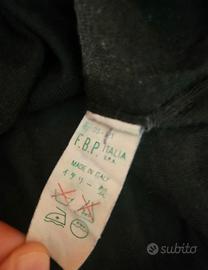 F.B.P. ITALIA
S.P.A.
MADE IN ITALY
イタリー製
subito